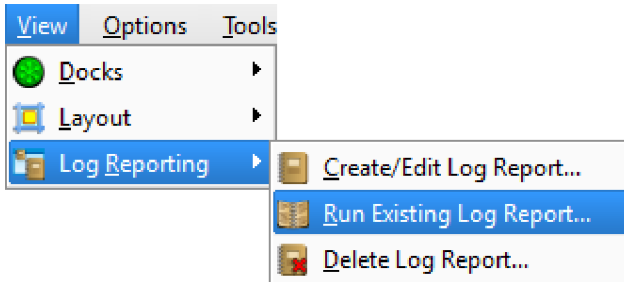 View Options Tools
Docks
Layout
Log Reporting
Create/Edit Log Report...
Run Existing Log Report...
Delete Log Report...